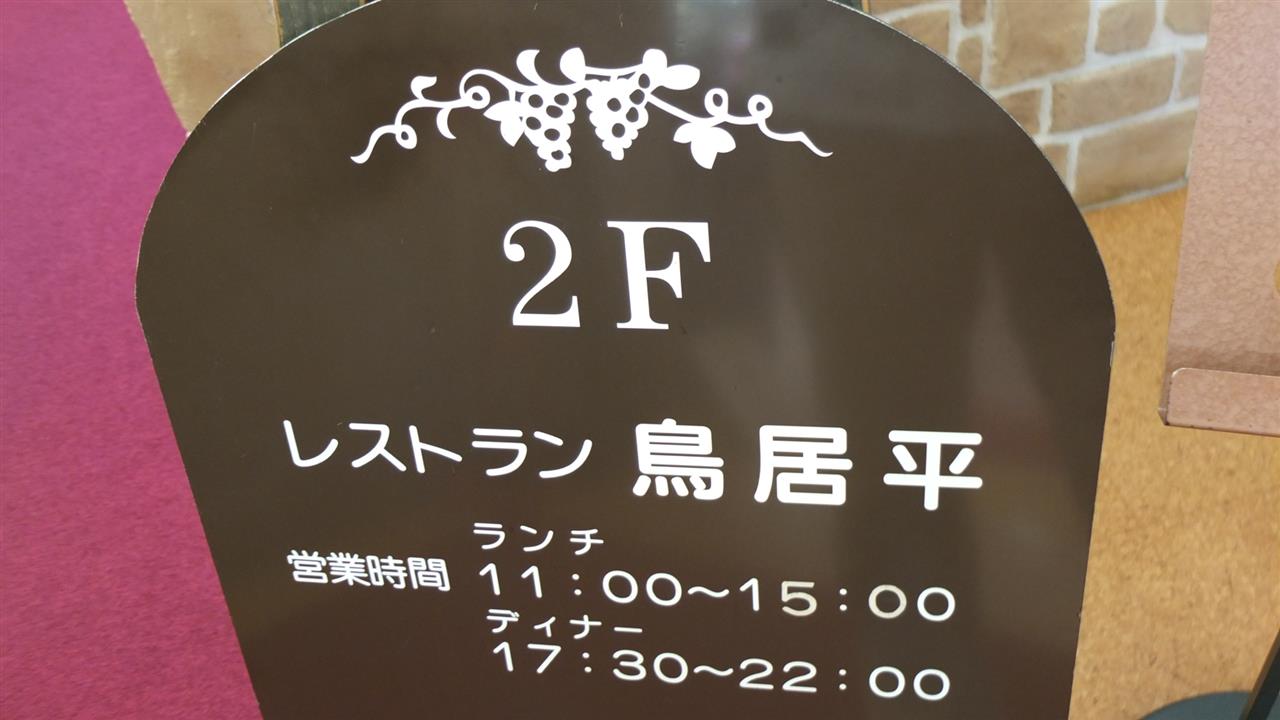 2F
レストラン 鳥居平
ランチ
営業時間 11:00〜15:00
ディナー
17:30〜22:00